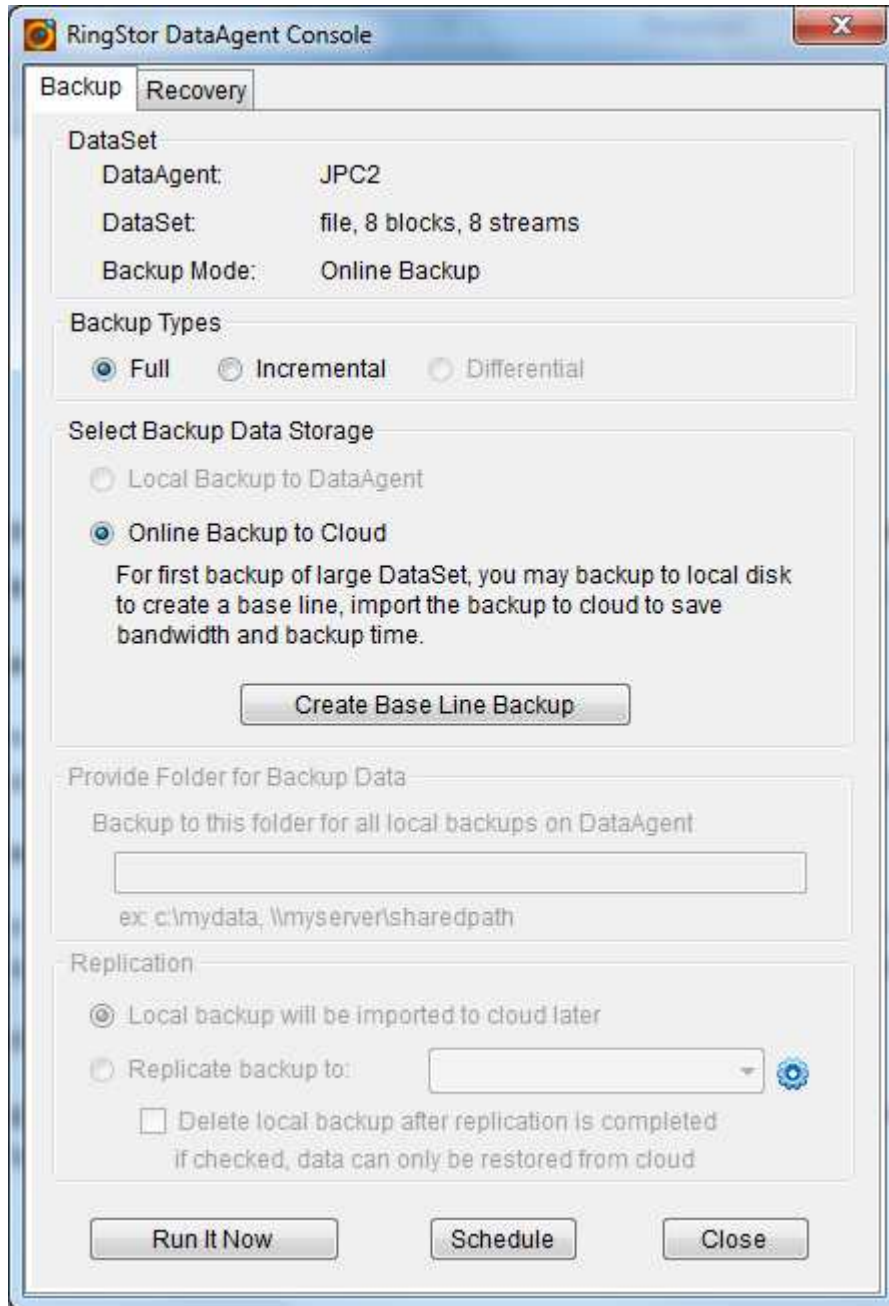 RingStor DataAgent Console
Backup
Recovery
DataSet
DataAgent: JPC2
DataSet: file, 8 blocks, 8 streams
Backup Mode: Online Backup
Backup Types
Full Incremental Differential
Select Backup Data Storage
Local Backup to DataAgent
Online Backup to Cloud
For first backup of large DataSet, you may backup to local disk
to create a base line, import the backup to cloud to save
bandwidth and backup time.
Create Base Line Backup
Provide Folder for Backup Data
Backup to this folder for all local backups on DataAgent
ex: c:\mydata, \\myserver\sharedpath
Replication
Local backup will be imported to cloud later
Replicate backup to:
Delete local backup after replication is completed
if checked, data can only be restored from cloud
Run It Now Schedule Close